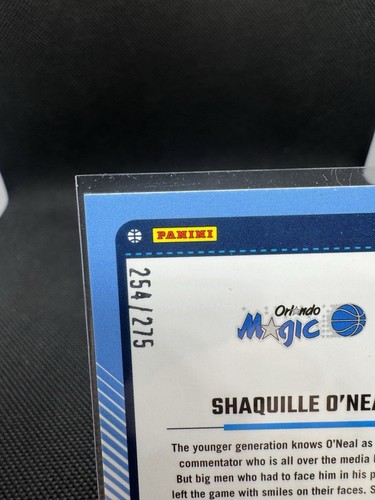 PANINI
254/275
Orlando
Magic
SHAQUILLE O'NEA
The younger generation knows O'Neal as
commentator who is all over the media
But big men who had to face him in his p
left the game with smiles on their faces. S